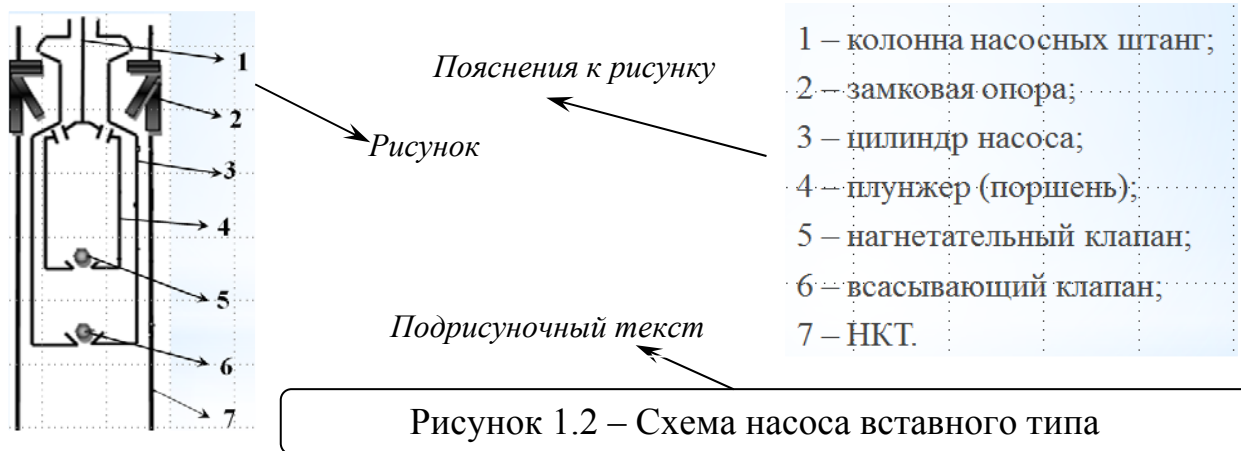 1
2
3
4
5
6
7
Пояснения к рисунку
Рисунок
Подрисуночный текст
1 – колонна насосных штанг;
2 – замковая опора;
3 – цилиндр насоса;
4 – плунжер (поршень);
5 – нагнетательный клапан;
6 – всасывающий клапан;
7 – НКТ.
Рисунок 1.2 – Схема насоса вставного типа